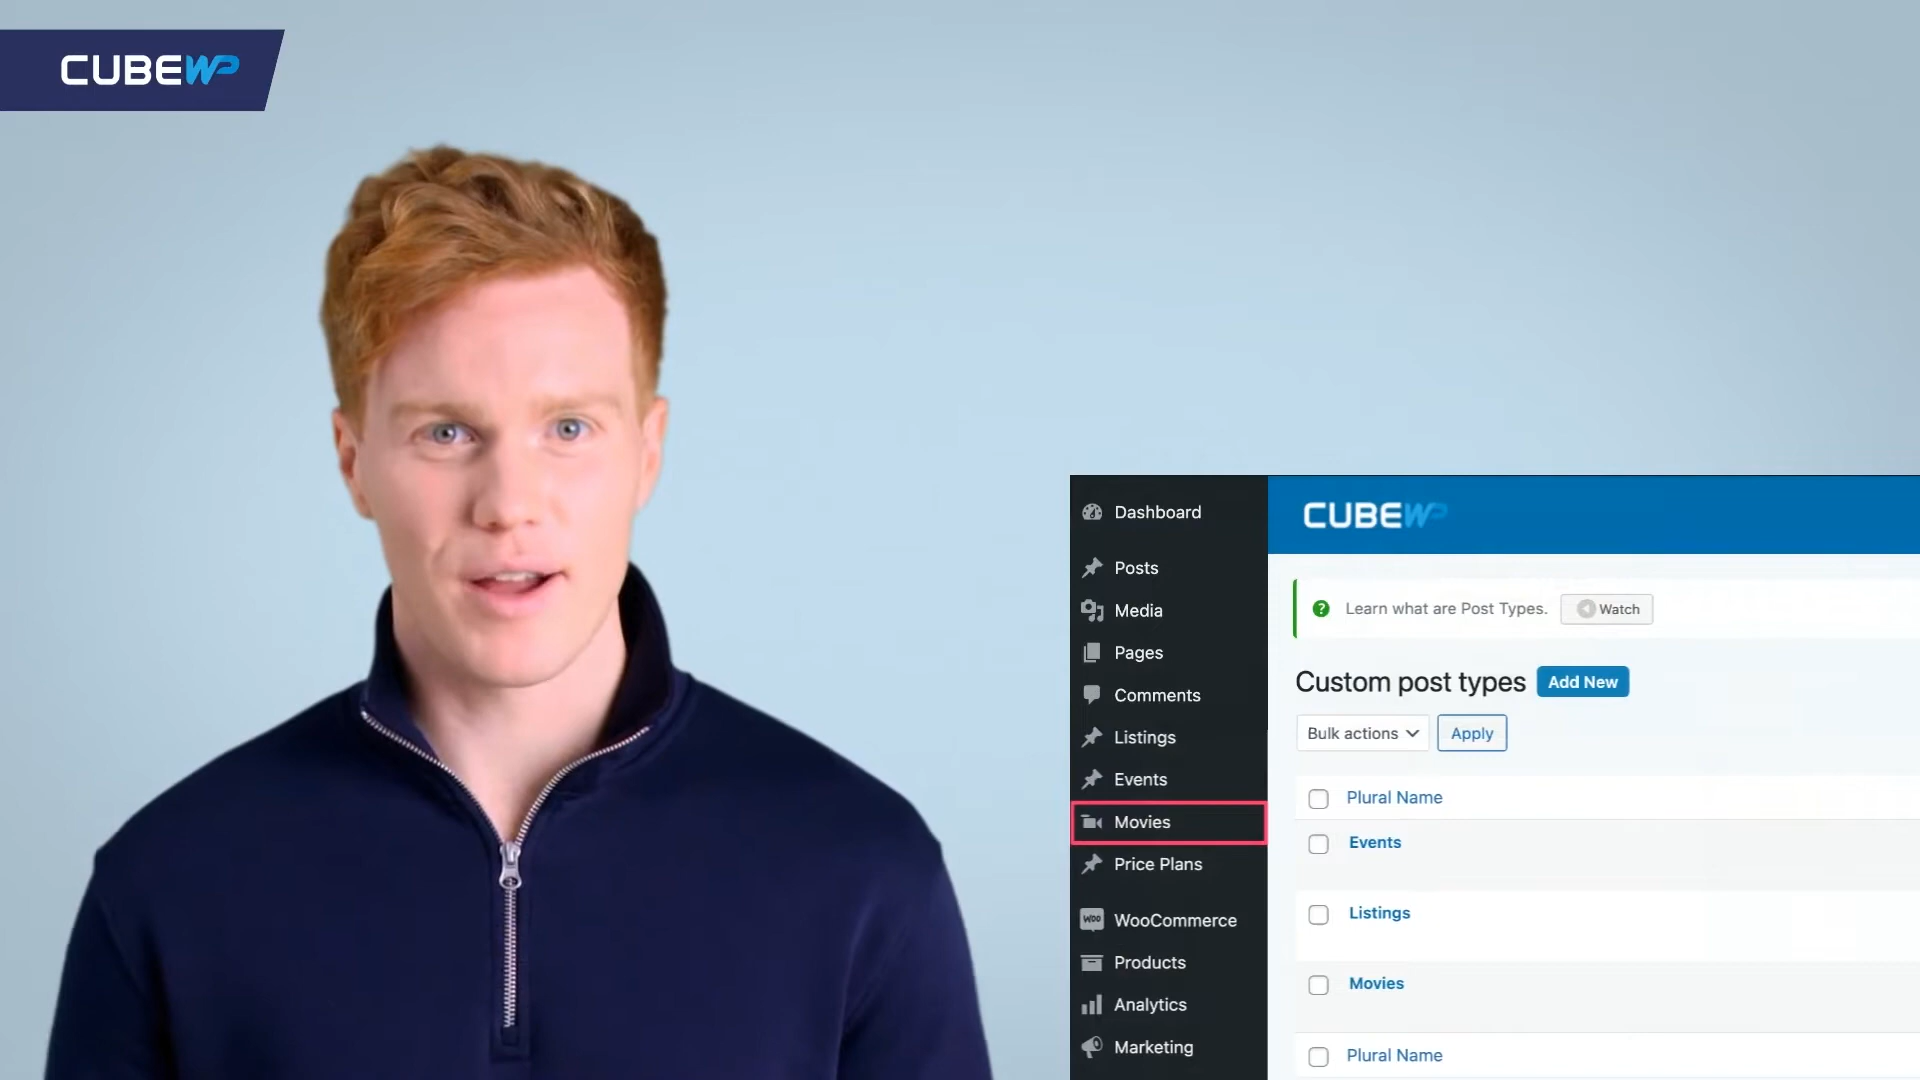 CUBEWP
Dashboard
Posts
Media
Pages
Comments
Listings
Events
Movies
Price Plans
WOO
WooCommerce
Products
Analytics
Marketing
CUBEWP
? Learn what are Post Types. Watch
Custom post types Add New
Bulk actions Apply
Plural Name
Events
Listings
Movies
Plural Name